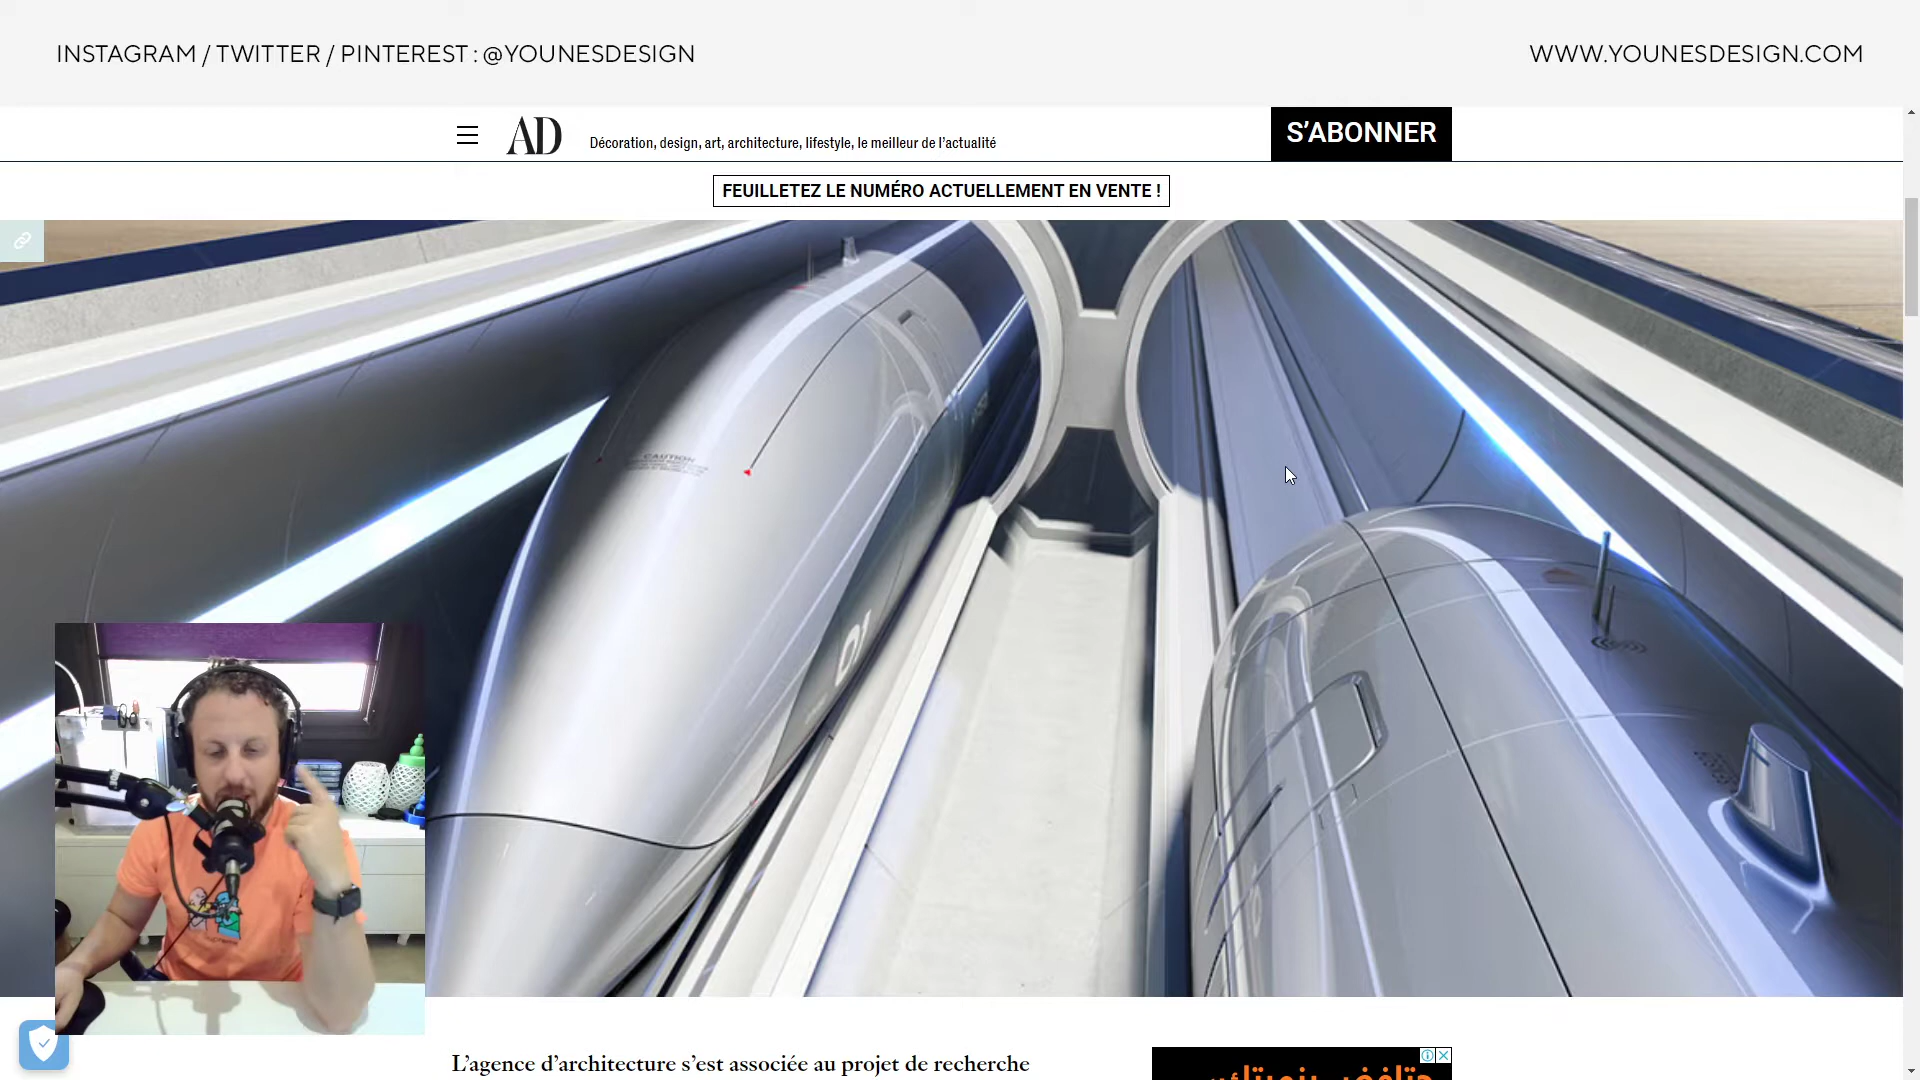 INSTAGRAM / TWITTER / PINTEREST : @YOUNESDESIGN
WWW.YOUNESDESIGN.COM
AD
Décoration, design, art, architecture, lifestyle, le meilleur de l'actualité
S'ABONNER
FEUILLETEZ LE NUMÉRO ACTUELLEMENT EN VENTE !
CAUTION
L'agence d'architecture s'est associée au projet de recherche